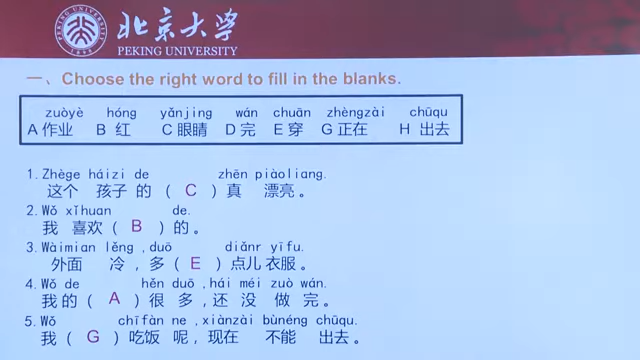 北京大学
PEKING UNIVERSITY
一、Choose the right word to fill in the blanks.
zuòyè hóng yǎnjing wán chuān zhèngzài chūqu
A 作业 B 红 C 眼睛 D 完 E 穿 G 正在 H 出去
1. Zhège háizi de zhēn piàoliang.
这个 孩子 的（ C ）真 漂亮。
2. Wǒ xǐhuan de.
我 喜欢（ B ）的。
3. Wàimian lěng ,duō diǎnr yīfu.
外面 冷，多（ E ）点儿 衣服。
4. Wǒ de hěn duō ,hái méi zuò wán.
我的（ A ）很 多，还 没 做 完。
5. Wǒ chīfàn ne ,xiànzài bùnéng chūqu.
我（ G ）吃饭 呢，现在 不能 出去。